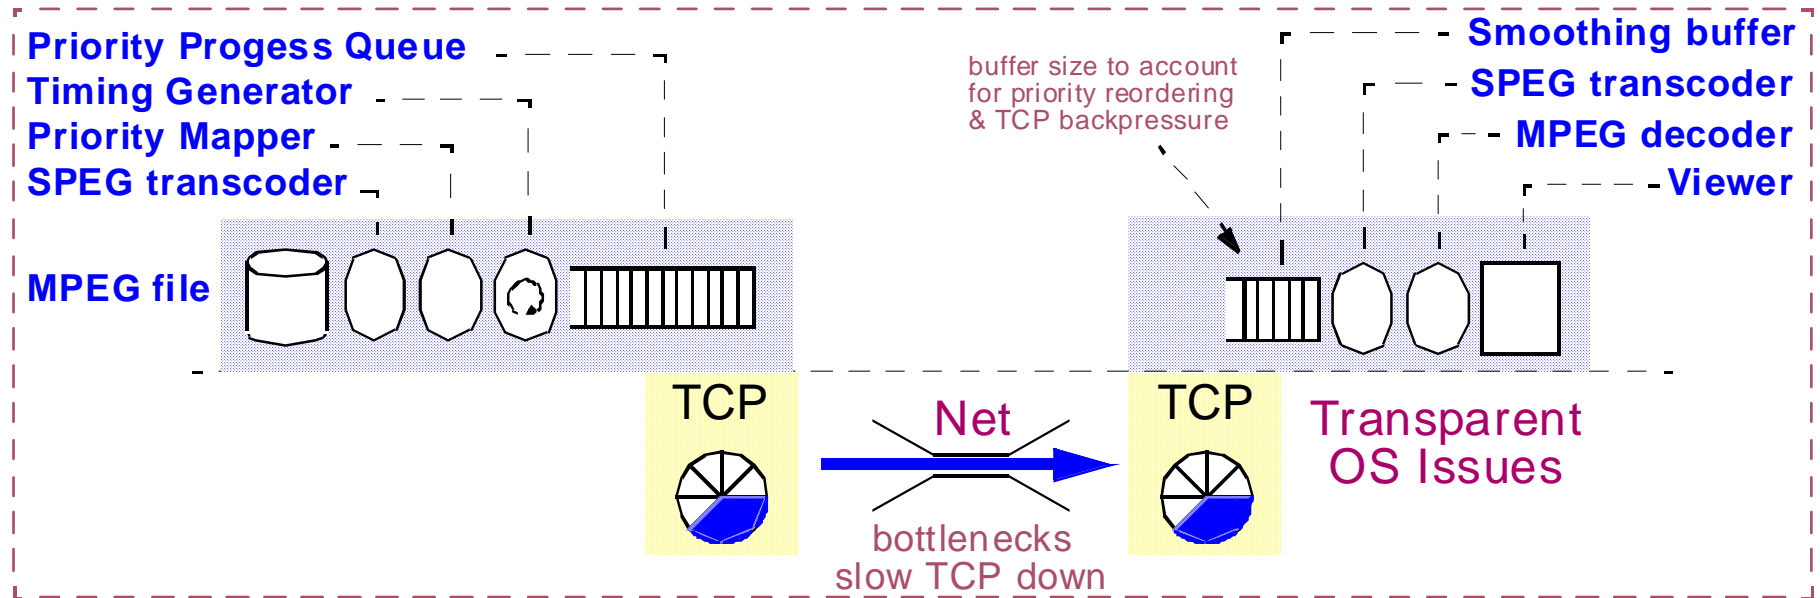 Priority Progess Queue
Timing Generator
Priority Mapper
SPEG transcoder
MPEG file
buffer size to account
for priority reordering
& TCP backpressure
Smoothing buffer
SPEG transcoder
MPEG decoder
Viewer
TCP
Net
bottlenecks
slow TCP down
TCP
Transparent
OS Issues